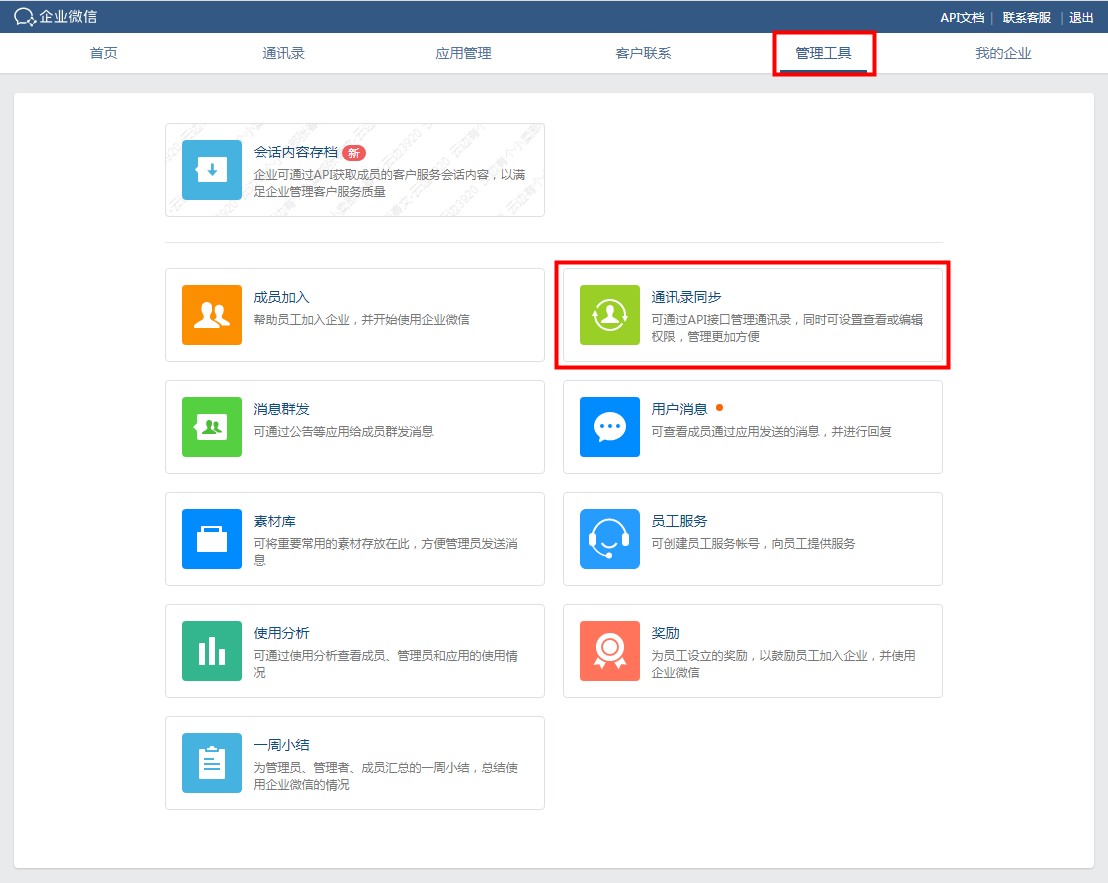 企业微信
API文档 | 联系客服 | 退出
首页 通讯录 应用管理 客户联系 管理工具 我的企业
会话内容存档 新
企业可通过API获取成员的客户服务会话内容，以满
足企业管理客户服务质量
成员加入
帮助员工加入企业，并开始使用企业微信
通讯录同步
可通过API接口管理通讯录，同时可设置查看或编辑
权限，管理更加方便
消息群发
可通过公告等应用给成员群发消息
用户消息
可查看成员通过应用发送的消息，并进行回复
素材库
可将重要常用的素材存放在此，方便管理员发送消
息
员工服务
可创建员工服务帐号，向员工提供服务
使用分析
可通过使用分析查看成员、管理员和应用的使用情
况
奖励
为员工设立的奖励，以鼓励员工加入企业，并使用
企业微信
一周小结
为管理员、管理者、成员汇总的一周小结，总结使
用企业微信的情况